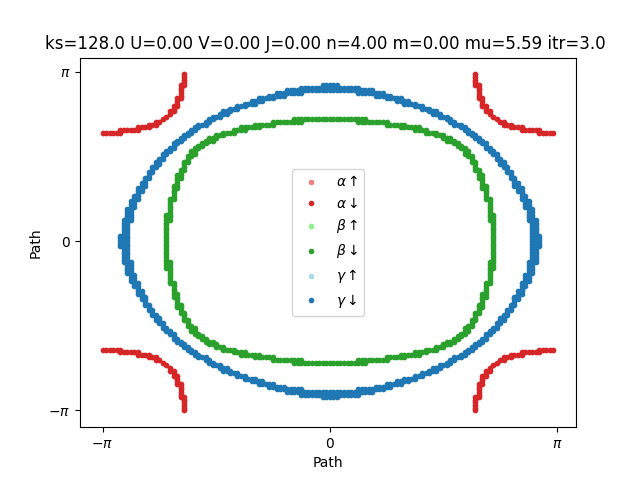 ks=128.0 U=0.00 V=0.00 J=0.00 n=4.00 m=0.00 mu=5.59 itr=3.0
π
α↑
α↓
β↑
Path
0
β↓
γ↑
γ↓
−π
−π
0
π
Path